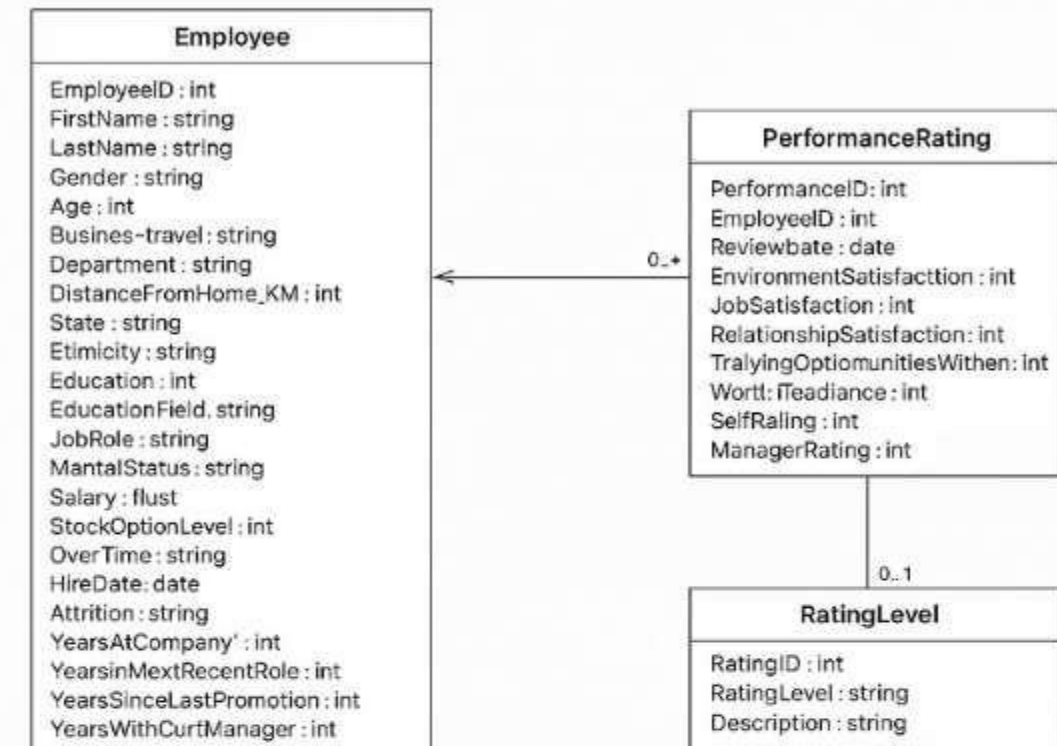 Employee
EmployeeID : int
FirstName : string
LastName : string
Gender : string
Age : int
Busines-travel : string
Department : string
DistanceFromHome_KM : int
State : string
Etimicity : string
Education : int
EducationField. string
JobRole : string
MantalStatus : string
Salary : flust
StockOptionLevel : int
OverTime : string
HireDate: date
Attrition : string
YearsAtCompany' : int
YearsinMextRecentRole : int
YearsSinceLastPromotion : int
YearsWithCurtManager : int
0..*
PerformanceRating
PerformanceID: int
EmployeeID : int
Reviewbate : date
EnvironmentSatisfacttion : int
JobSatisfaction : int
RelationshipSatisfaction: int
TralyingOptiomunitiesWithen: int
Wortt: iTeadiance : int
SelfRaling : int
ManagerRating : int
0..1
RatingLevel
RatingID : int
RatingLevel : string
Description : string